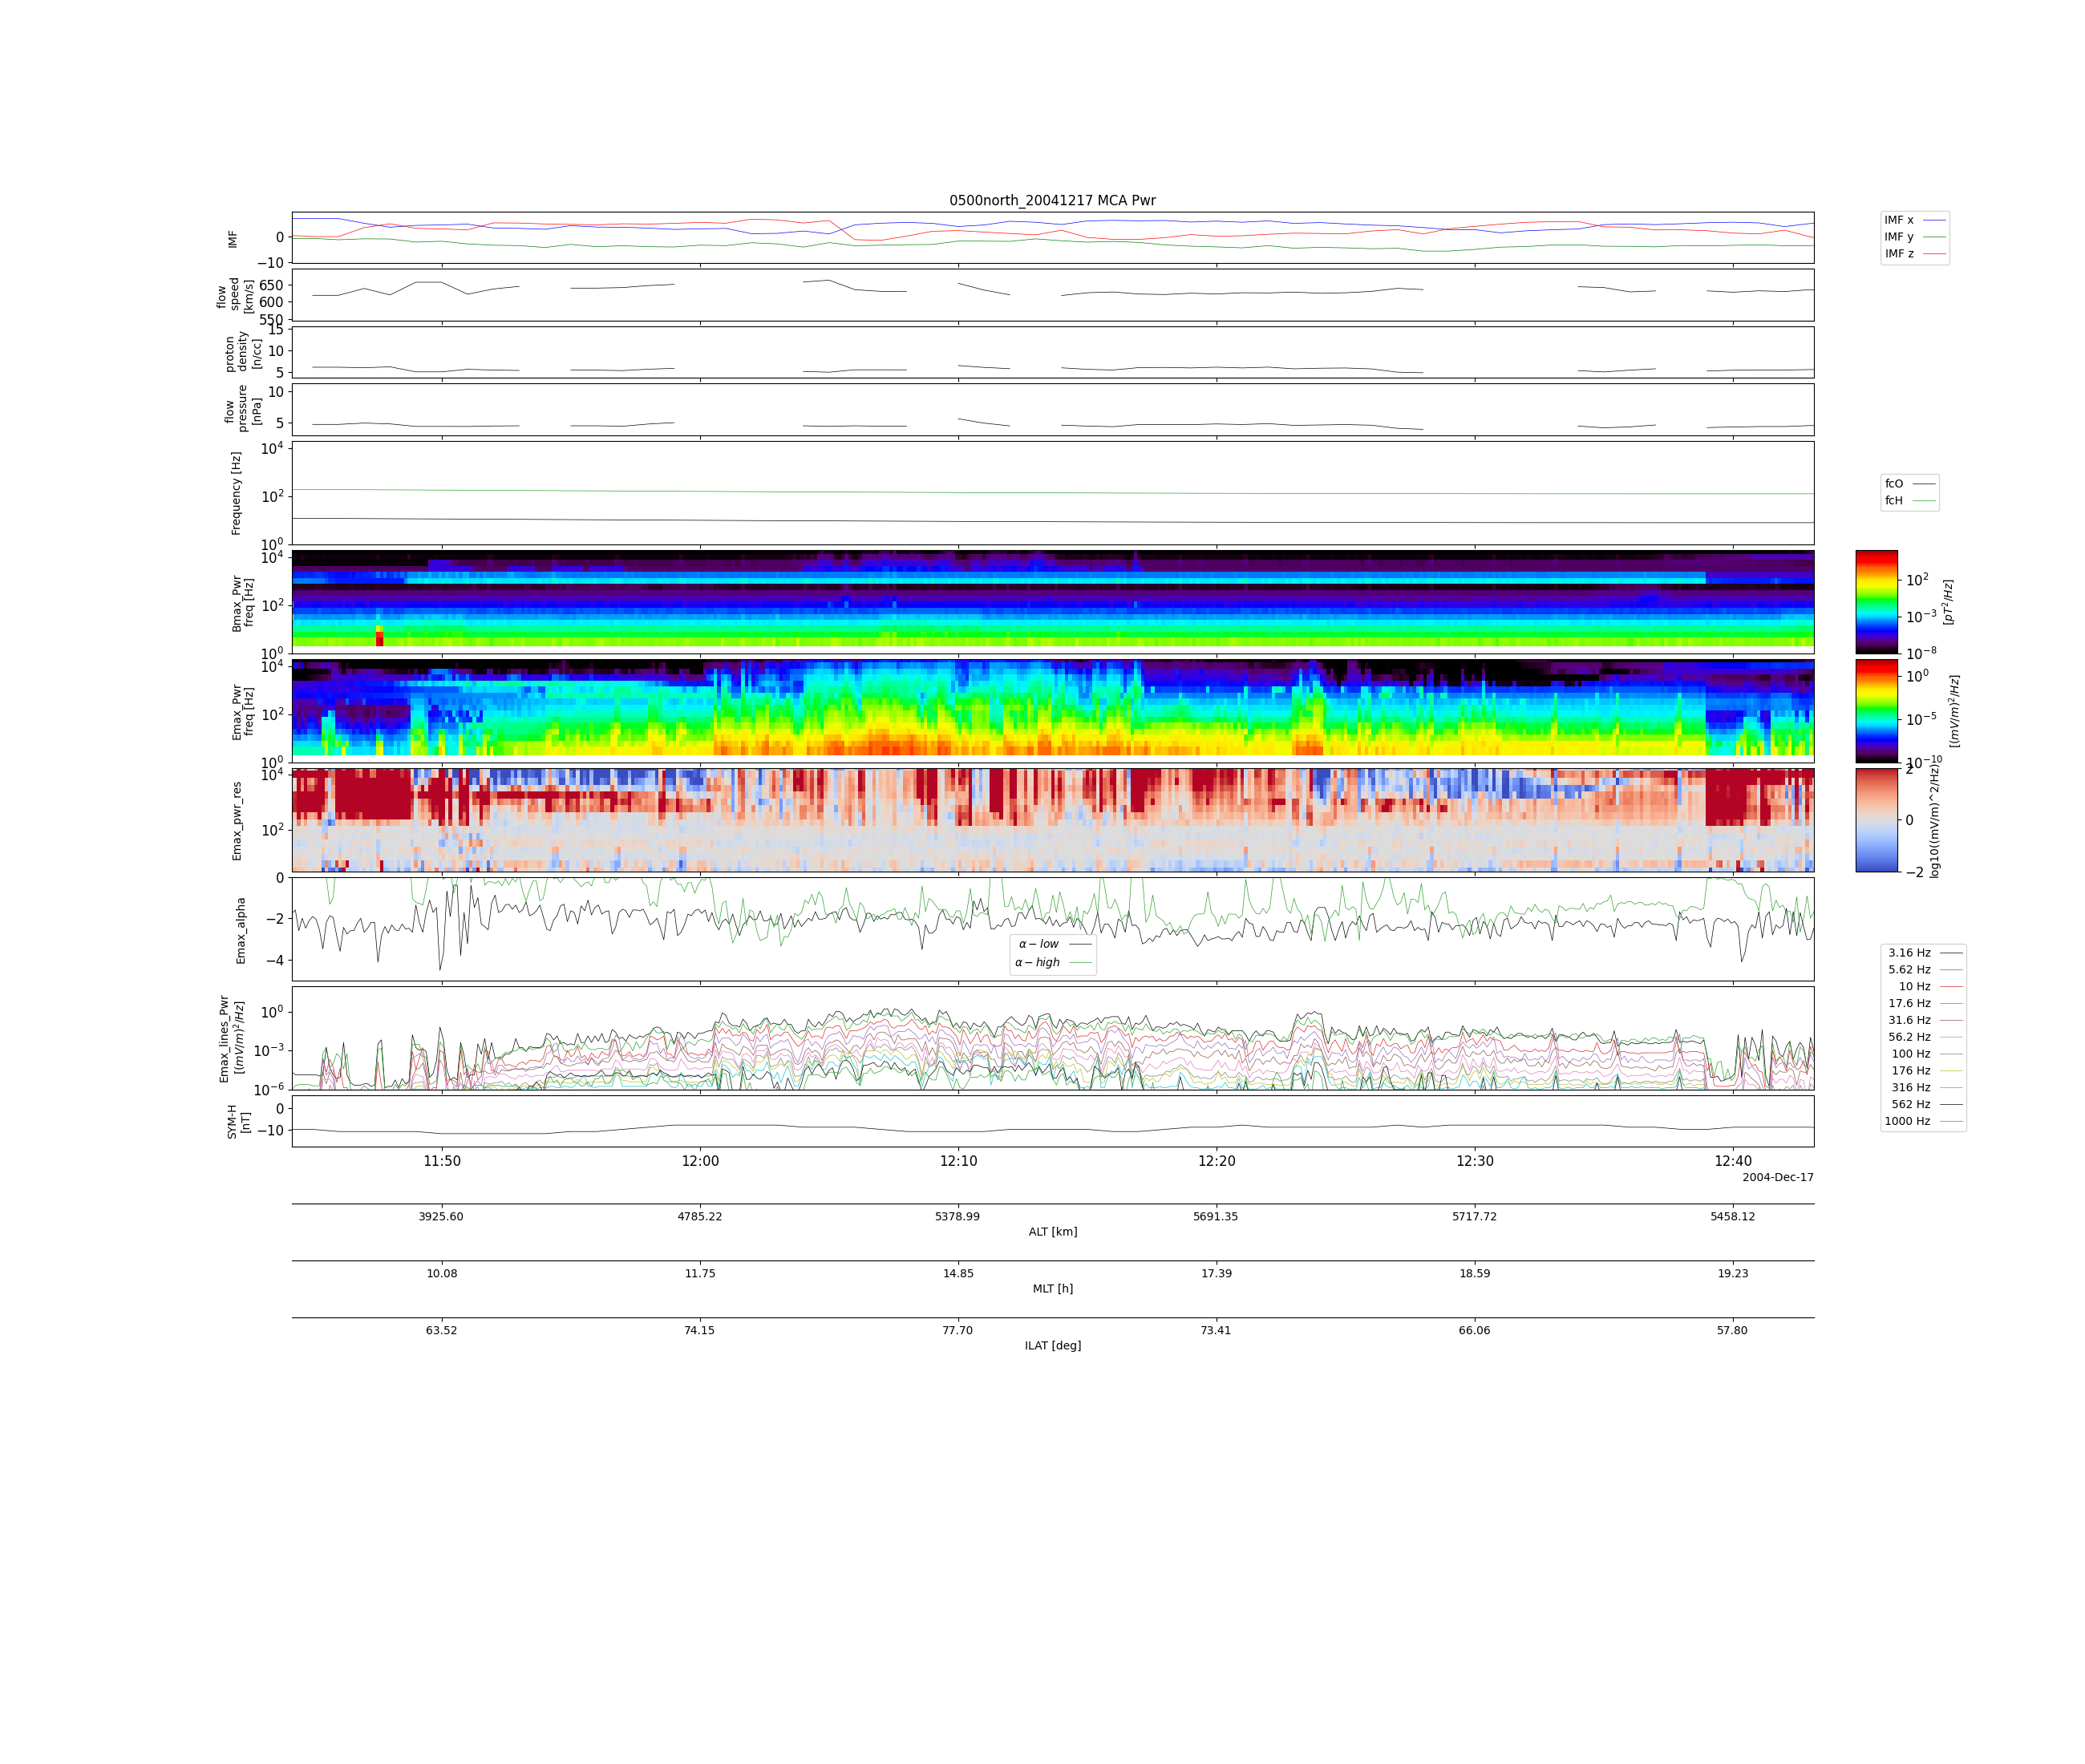 0500north_20041217 MCA Pwr
IMF
0
−10
IMF x
IMF y
IMF z
flow
speed
[km/s]
650
600
550
proton
density
[n/cc]
15
10
5
flow
pressure
[nPa]
10
5
Frequency [Hz]
10^4
10^2
10^0
fcO
fcH
Bmax_Pwr
freq [Hz]
10^4
10^2
10^0
10^2
10^−3
10^−8
[pT^2/Hz]
Emax_Pwr
freq [Hz]
10^4
10^2
10^0
10^0
10^−5
10^−10
[(mV/m)^2/Hz]
Emax_pwr_res
10^4
10^2
2
0
−2
log10((mV/m)^2/Hz)
Emax_alpha
0
−2
−4
α − low
α − high
Emax_lines_Pwr
[(mV/m)^2/Hz]
10^0
10^−3
10^−6
3.16 Hz
5.62 Hz
10 Hz
17.6 Hz
31.6 Hz
56.2 Hz
100 Hz
176 Hz
316 Hz
562 Hz
1000 Hz
SYM-H
[nT]
0
−10
11:50 12:00 12:10 12:20 12:30 12:40
2004-Dec-17
3925.60 4785.22 5378.99 5691.35 5717.72 5458.12
ALT [km]
10.08 11.75 14.85 17.39 18.59 19.23
MLT [h]
63.52 74.15 77.70 73.41 66.06 57.80
ILAT [deg]